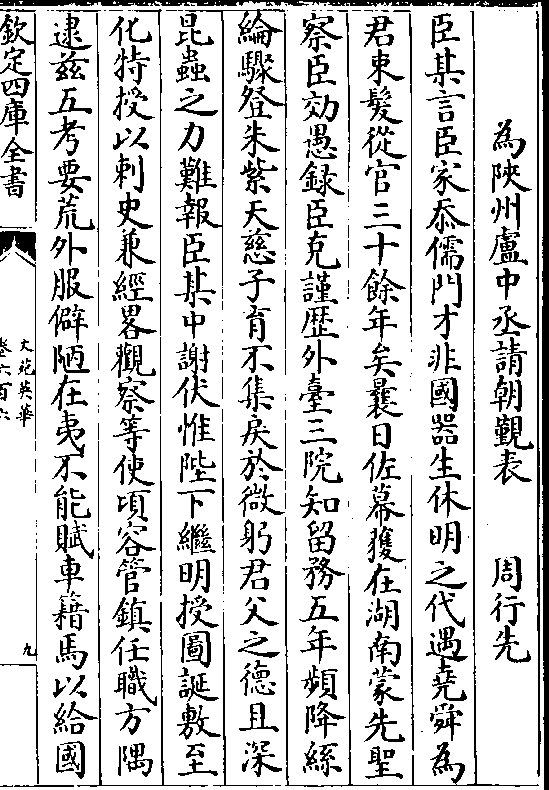 為陜州盧中丞請朝覲表　周行先
臣某言臣家忝儒門才非國器生休明之代遇堯舜為
君束髮從官三十餘年矣曩日佐幕獲在湖南蒙先聖
察臣効愚録臣克謹歴外臺三院知留務五年頻降絲
綸驟登朱紫天慈子育不集戾於微躬君父之德且深
昆蟲之力難報臣某中謝伏惟陛下繼明授圖誕敷至
化特授以刺史兼經畧觀察等使頃容管鎮任職方隅
逮兹五考要荒外服僻陋在夷不能賦車籍馬以給國
欽定四庫全書
文苑英華
卷六百六
九